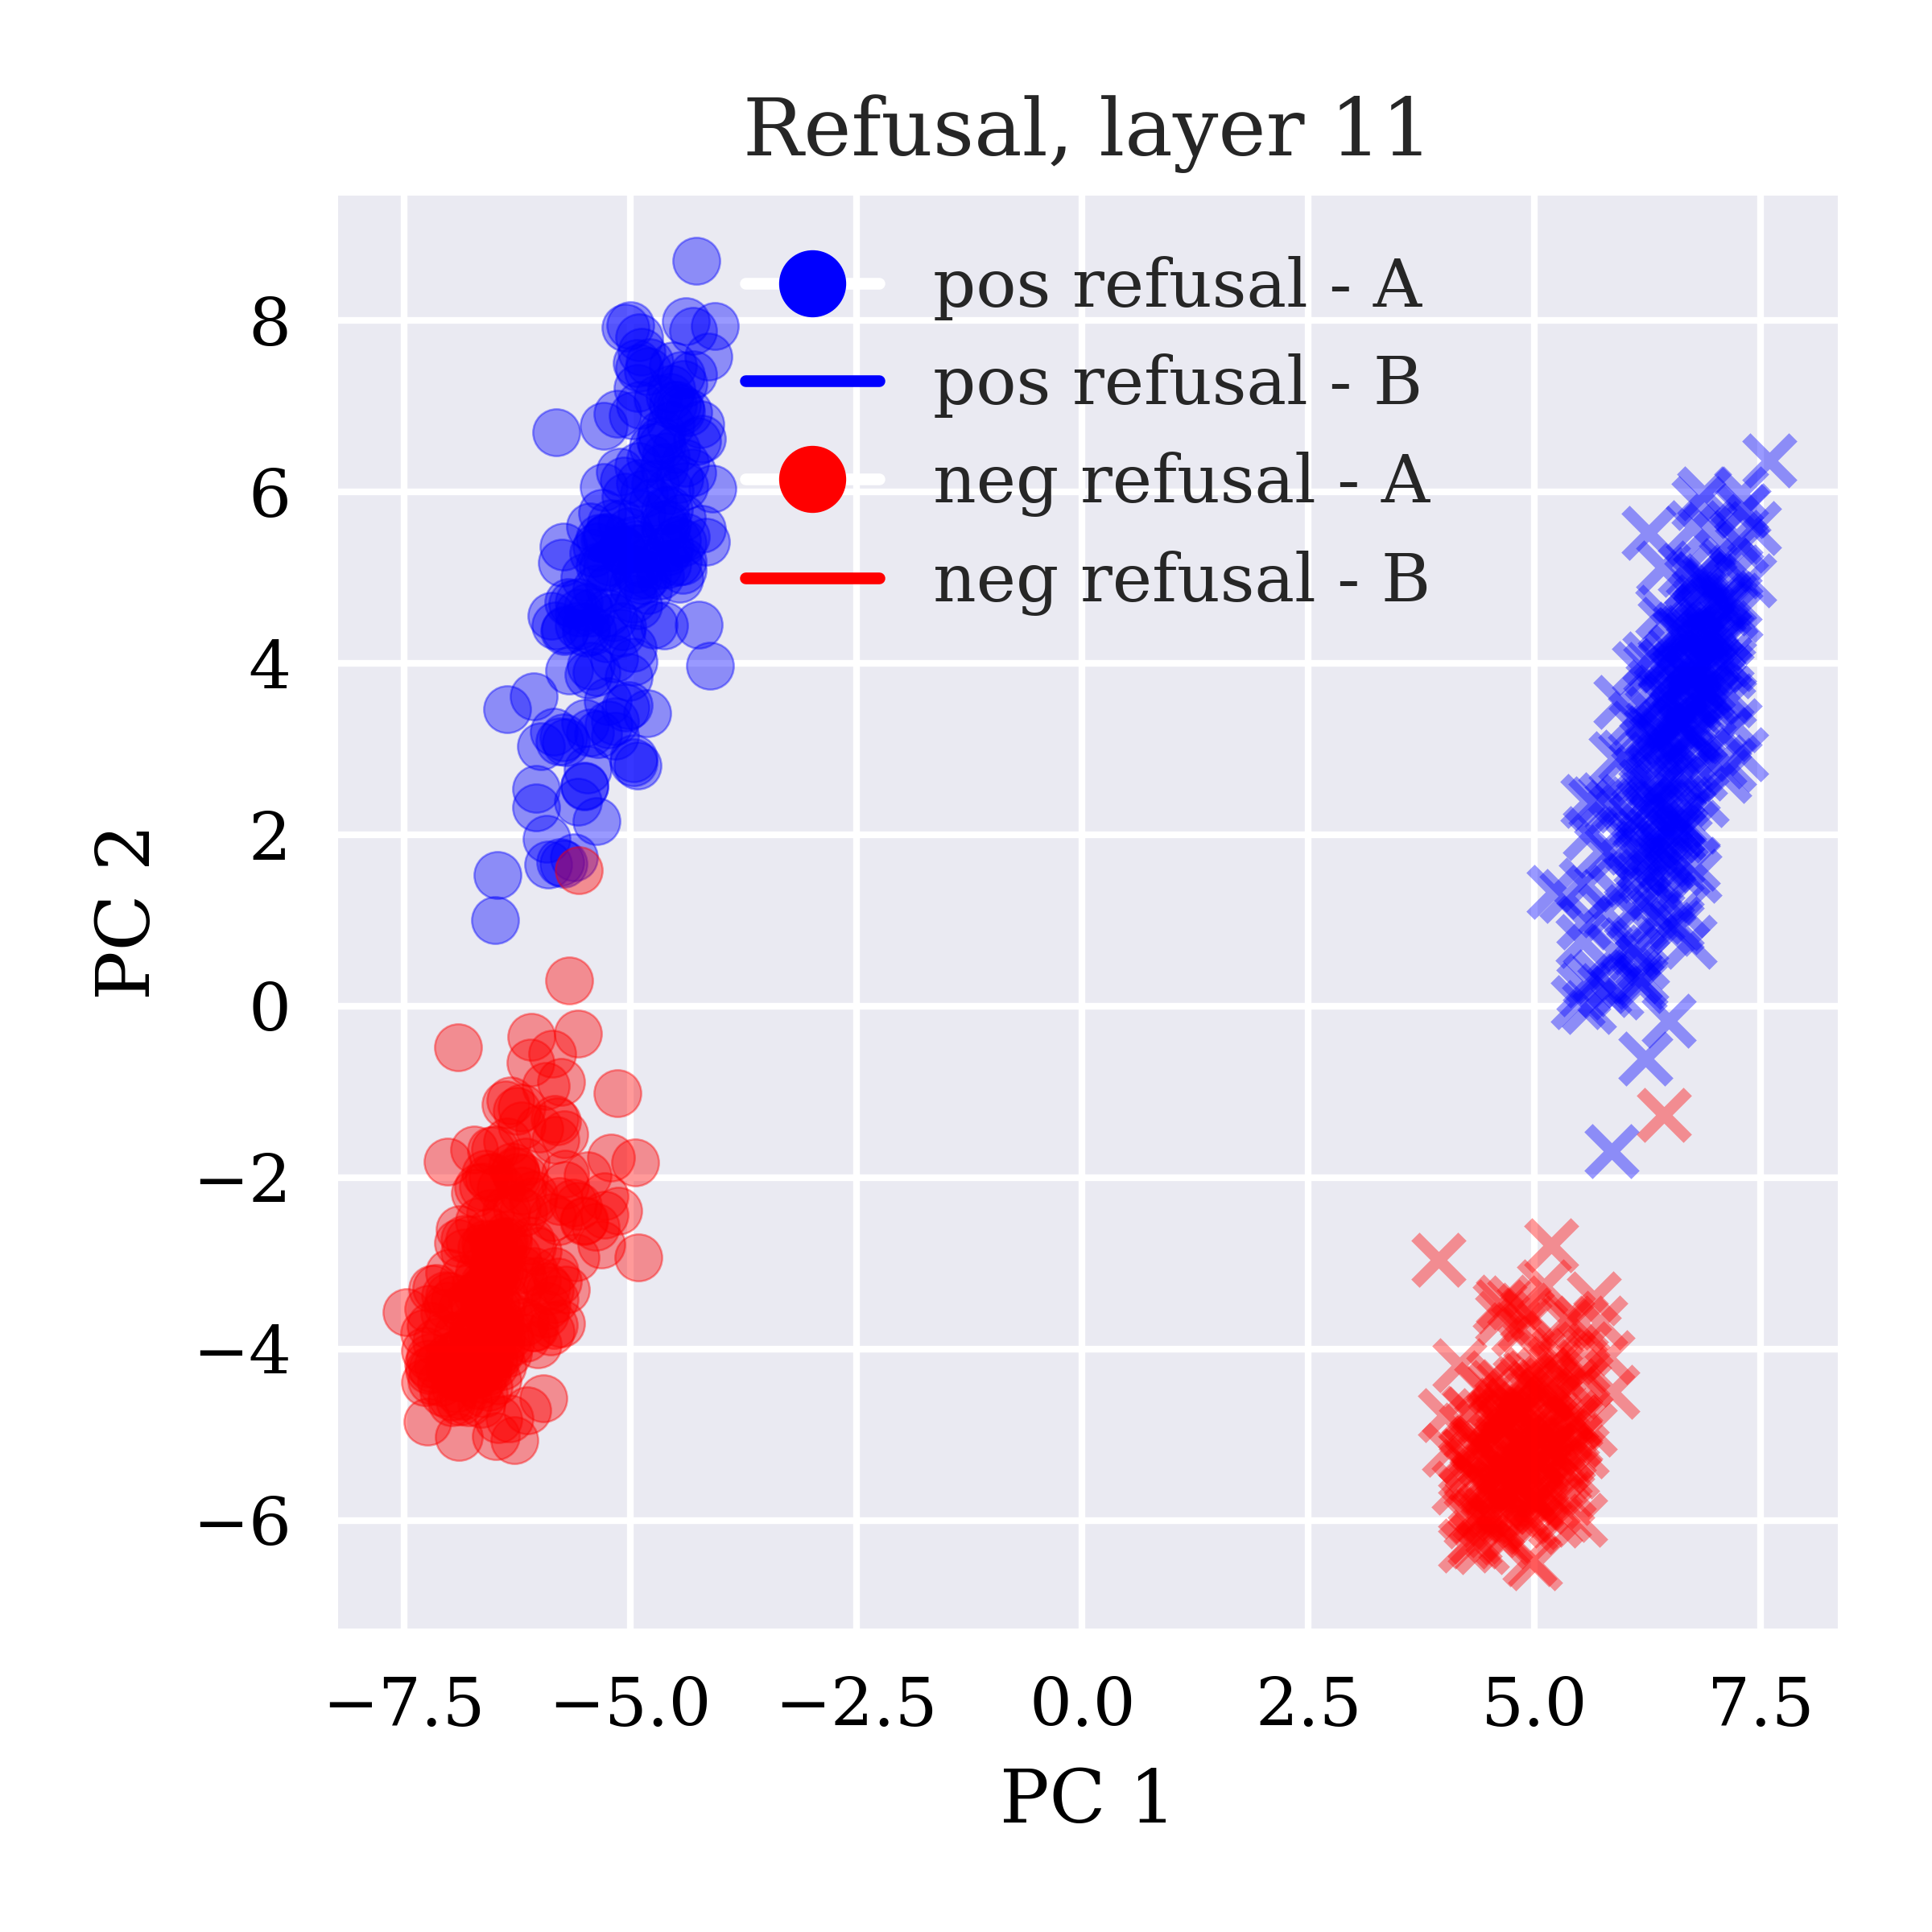 Refusal, layer 11
pos refusal - A
pos refusal - B
neg refusal - A
neg refusal - B
8
6
4
2
0
−2
−4
−6
PC 2
−7.5 −5.0 −2.5 0.0 2.5 5.0 7.5
PC 1